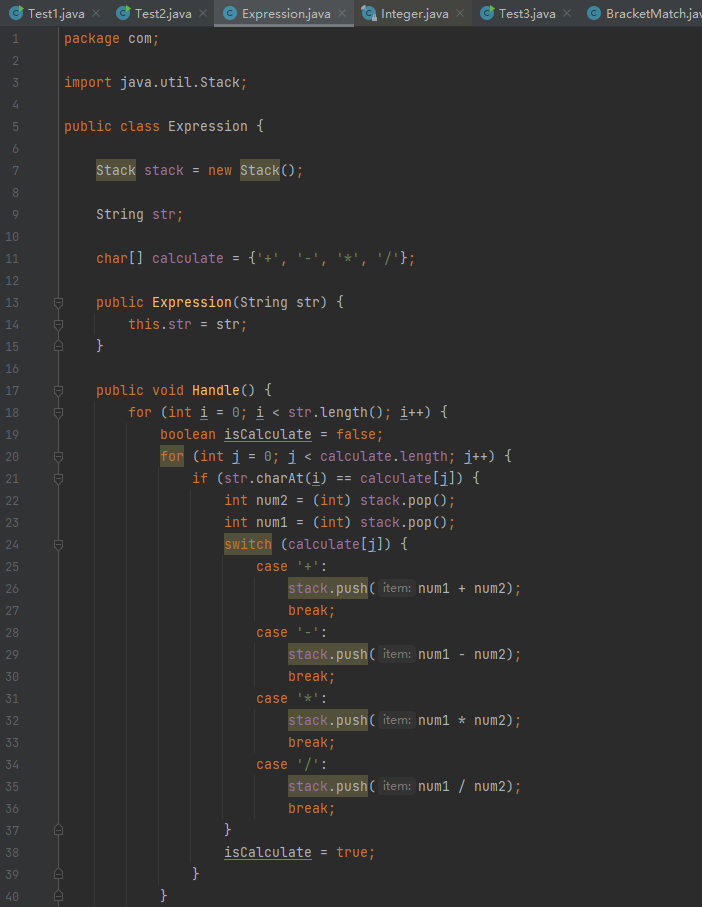 Test1.java × Test2.java × Expression.java × Integer.java × Test3.java × BracketMatch.jav
1 package com;
2
3 import java.util.Stack;
4
5 public class Expression {
6
7 Stack stack = new Stack();
8
9 String str;
10
11 char[] calculate = {'+', '-', '*', '/'};
12
13 public Expression(String str) {
14 this.str = str;
15 }
16
17 public void Handle() {
18 for (int i = 0; i < str.length(); i++) {
19 boolean isCalculate = false;
20 for (int j = 0; j < calculate.length; j++) {
21 if (str.charAt(i) == calculate[j]) {
22 int num2 = (int) stack.pop();
23 int num1 = (int) stack.pop();
24 switch (calculate[j]) {
25 case '+':
26 stack.push( item: num1 + num2);
27 break;
28 case '-':
29 stack.push( item: num1 - num2);
30 break;
31 case '*':
32 stack.push( item: num1 * num2);
33 break;
34 case '/':
35 stack.push( item: num1 / num2);
36 break;
37 }
38 isCalculate = true;
39 }
40 }